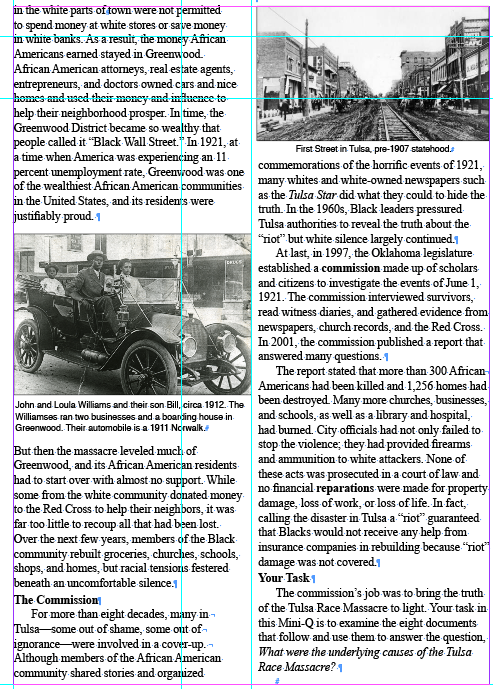 in the white parts of town were not permitted
to spend money at white stores or save money
in white banks. As a result, the money African
Americans earned stayed in Greenwood.
African American attorneys, real estate agents,
entrepreneurs, and doctors owned cars and nice
homes and used their money and influence to
help their neighborhood prosper. In time, the
Greenwood District became so wealthy that
people called it “Black Wall Street.” In 1921, at
a time when America was experiencing an 11
percent unemployment rate, Greenwood was one
of the wealthiest African American communities
in the United States, and its residents were
justifiably proud.
John and Loula Williams and their son Bill, circa 1912. The
Williamses ran two businesses and a boarding house in
Greenwood. Their automobile is a 1911 Norwalk.
But then the massacre leveled much of
Greenwood, and its African American residents
had to start over with almost no support. While
some from the white community donated money
to the Red Cross to help their neighbors, it was
far too little to recoup all that had been lost.
Over the next few years, members of the Black
community rebuilt groceries, churches, schools,
shops, and homes, but racial tensions festered
beneath an uncomfortable silence.
The Commission
For more than eight decades, many in
Tulsa—some out of shame, some out of
ignorance—were involved in a cover-up.
Although members of the African American
community shared stories and organized
First Street in Tulsa, pre-1907 statehood.
commemorations of the horrific events of 1921,
many whites and white-owned newspapers such
as the Tulsa Star did what they could to hide the
truth. In the 1960s, Black leaders pressured
Tulsa authorities to reveal the truth about the
“riot” but white silence largely continued.
At last, in 1997, the Oklahoma legislature
established a commission made up of scholars
and citizens to investigate the events of June 1,
1921. The commission interviewed survivors,
read witness diaries, and gathered evidence from
newspapers, church records, and the Red Cross.
In 2001, the commission published a report that
answered many questions.
The report stated that more than 300 African
Americans had been killed and 1,256 homes had
been destroyed. Many more churches, businesses,
and schools, as well as a library and hospital,
had burned. City officials had not only failed to
stop the violence; they had provided firearms
and ammunition to white attackers. None of
these acts was prosecuted in a court of law and
no financial reparations were made for property
damage, loss of work, or loss of life. In fact,
calling the disaster in Tulsa a “riot” guaranteed
that Blacks would not receive any help from
insurance companies in rebuilding because “riot”
damage was not covered.
Your Task
The commission’s job was to bring the truth
of the Tulsa Race Massacre to light. Your task in
this Mini-Q is to examine the eight documents
that follow and use them to answer the question,
What were the underlying causes of the Tulsa
Race Massacre?